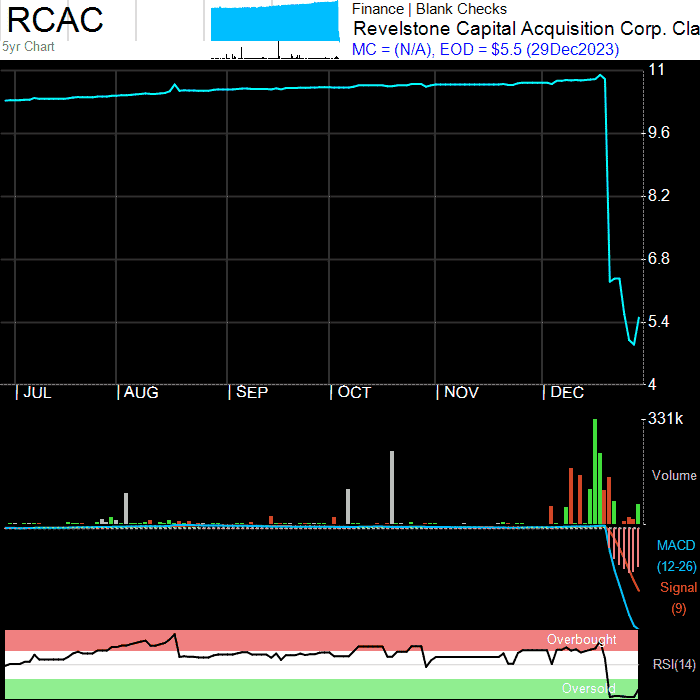 RCAC
5yr Chart
Finance | Blank Checks
Revelstone Capital Acquisition Corp. Cla
MC = (N/A), EOD = $5.5 (29Dec2023)
11
9.6
8.2
6.8
5.4
4
JUL AUG SEP OCT NOV DEC
331k
Volume
MACD
(12-26)
Signal
(9)
Overbought
RSI(14)
Oversold